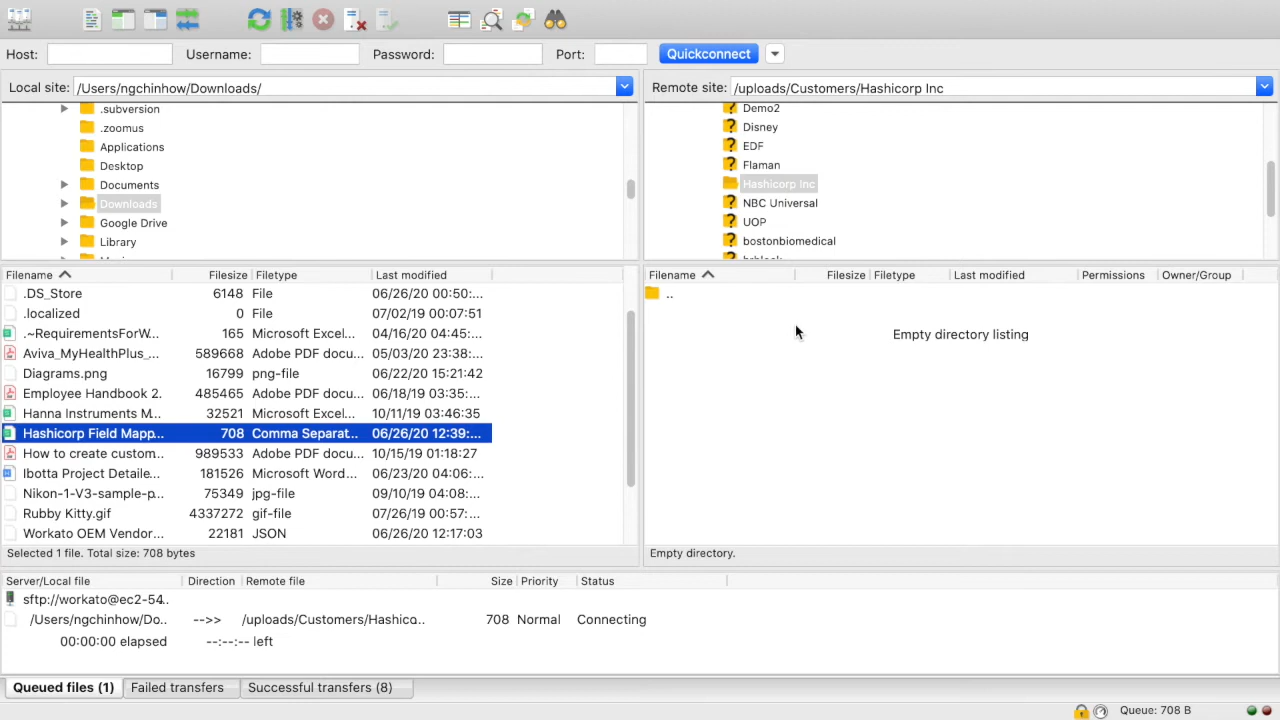 Host: Username: Password: Port: Quickconnect
Local site: /Users/ngchinhow/Downloads/
.subversion
.zoomus
Applications
Desktop
Documents
Downloads
Google Drive
Library
Remote site: /uploads/Customers/Hashicorp Inc
Demo2
Disney
EDF
Flaman
Hashicorp Inc
NBC Universal
UOP
bostonbiomedical
Filename Filesize Filetype Last modified
.DS_Store 6148 File 06/26/20 00:50:...
.localized 0 File 07/02/19 00:07:51
.~RequirementsForW... 165 Microsoft Excel... 04/16/20 04:45:...
Aviva_MyHealthPlus_... 589668 Adobe PDF docu... 05/03/20 23:38:...
Diagrams.png 16799 png-file 06/22/20 15:21:42
Employee Handbook 2. 485465 Adobe PDF docu... 06/18/19 03:35:...
Hanna Instruments M... 32521 Microsoft Excel... 10/11/19 03:46:35
Hashicorp Field Mapp... 708 Comma Separat... 06/26/20 12:39:...
How to create custom... 989533 Adobe PDF docu... 10/15/19 01:18:27
Ibotta Project Detaile... 181526 Microsoft Word... 06/23/20 04:06:...
Nikon-1-V3-sample-p... 75349 jpg-file 09/10/19 04:08:...
Rubby Kitty.gif 4337272 gif-file 07/26/19 00:57:...
Workato OEM Vendor... 22181 JSON 06/26/20 12:17:03
Selected 1 file. Total size: 708 bytes
Filename Filesize Filetype Last modified Permissions Owner/Group
..
Empty directory listing
Empty directory.
Server/Local file Direction Remote file Size Priority Status
sftp://workato@ec2-54..
/Users/ngchinhow/Do... -->> /uploads/Customers/Hashico... 708 Normal Connecting
00:00:00 elapsed --:--:-- left
Queued files (1) Failed transfers Successful transfers (8)
Queue: 708 B